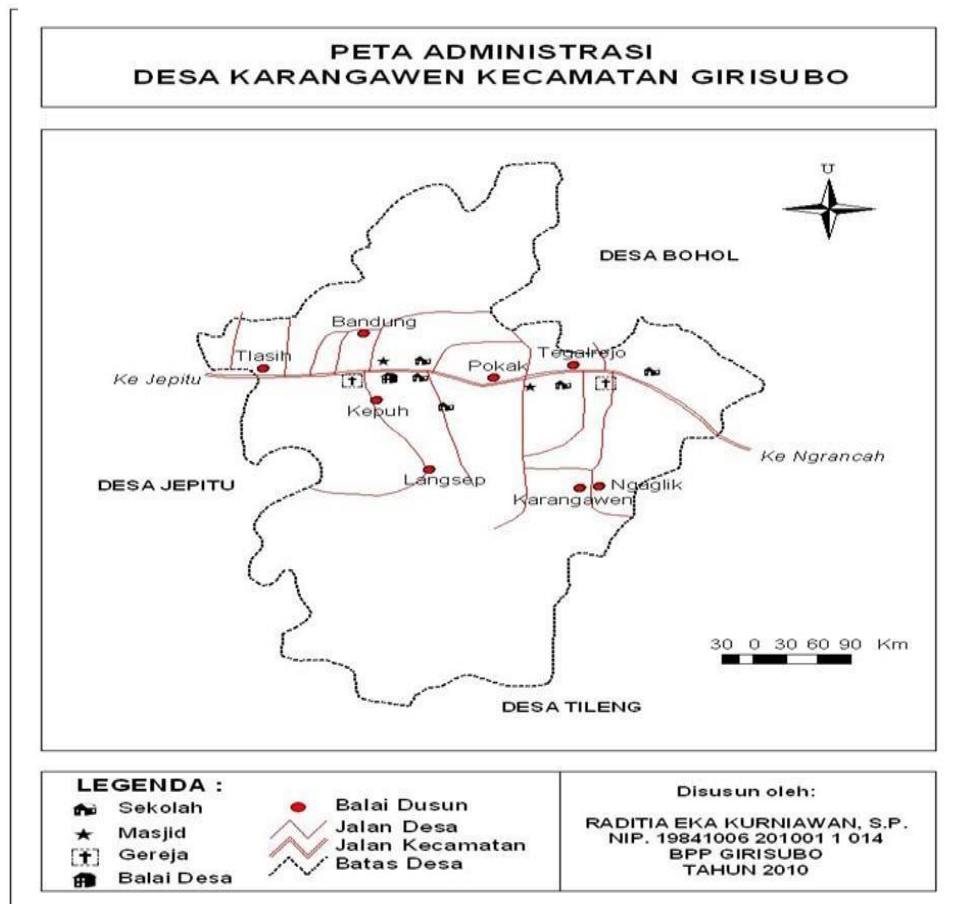 PETA ADMINISTRASI
DESA KARANGAWEN KECAMATAN GIRISUBO
U
DESA BOHOL
Bandung
Tlasih
Tegalrejo
Pokak
Ke Jepitu
Kepuh
Ke Ngrancah
DESA JEPITU
Langsep
Ngaglik
Karangawen
30 0 30 60 90 Km
DESA TILENG
LEGENDA :
Sekolah
Masjid
Gereja
Balai Desa
Balai Dusun
Jalan Desa
Jalan Kecamatan
Batas Desa
Disusun oleh:
RADITIA EKA KURNIAWAN, S.P.
NIP. 19841006 201001 1 014
BPP GIRISUBO
TAHUN 2010